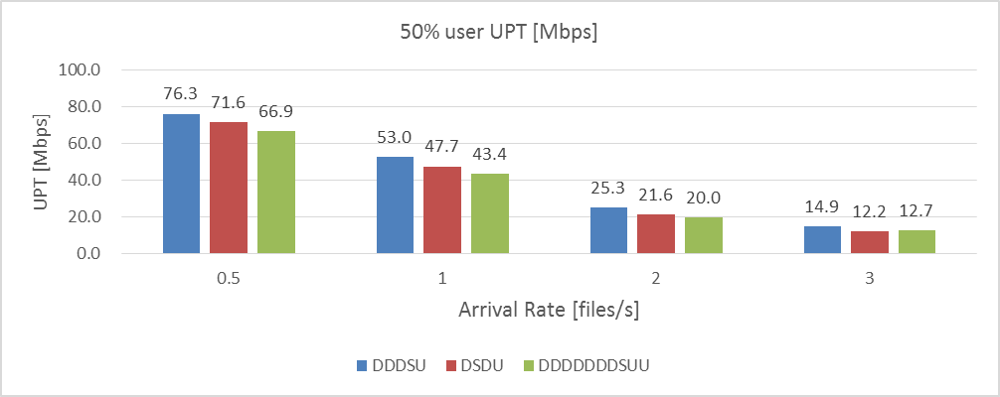 50% user UPT [Mbps]
100.0
80.0
60.0
40.0
20.0
0.0
UPT [Mbps]
76.3 71.6 66.9
53.0 47.7 43.4
25.3 21.6 20.0
14.9 12.2 12.7
0.5 1 2 3
Arrival Rate [files/s]
DDDSU DSDU DDDDDDDSUU